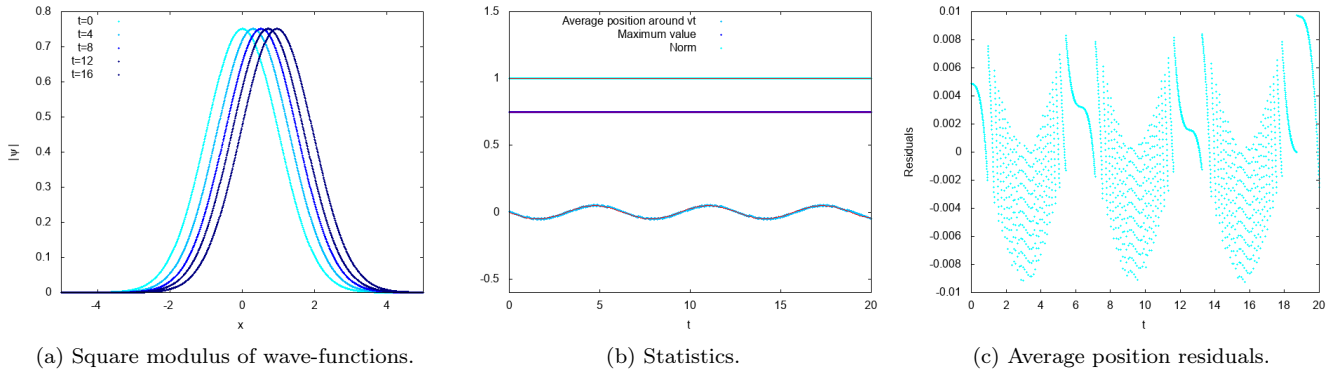 t=0
t=4
t=8
t=12
t=16
0.8
0.7
0.6
0.5
0.4
0.3
0.2
0.1
0
|ψ|
-4
-2
0
2
4
x
(a) Square modulus of wave-functions.
Average position around vt
Maximum value
Norm
1.5
1
0.5
0
-0.5
0
5
10
15
20
t
(b) Statistics.
0.01
0.008
0.006
0.004
0.002
0
-0.002
-0.004
-0.006
-0.008
-0.01
Residuals
0
2
4
6
8
10
12
14
16
18
20
t
(c) Average position residuals.